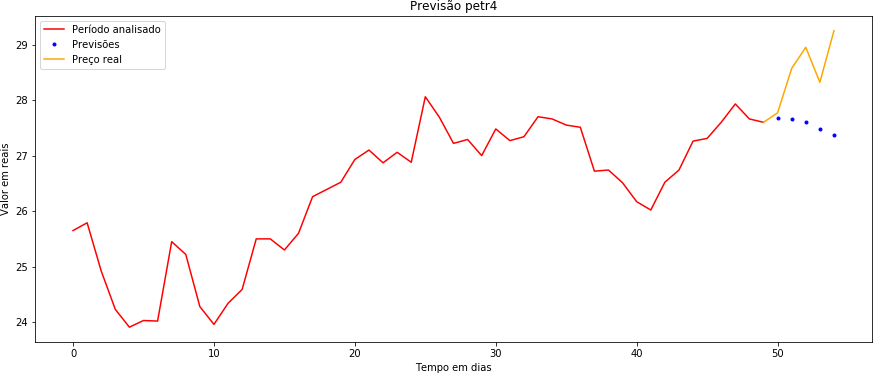 Previsão petr4
Período analisado
Previsões
Preço real
Valor em reais
29
28
27
26
25
24
0
10
20
30
40
50
Tempo em dias